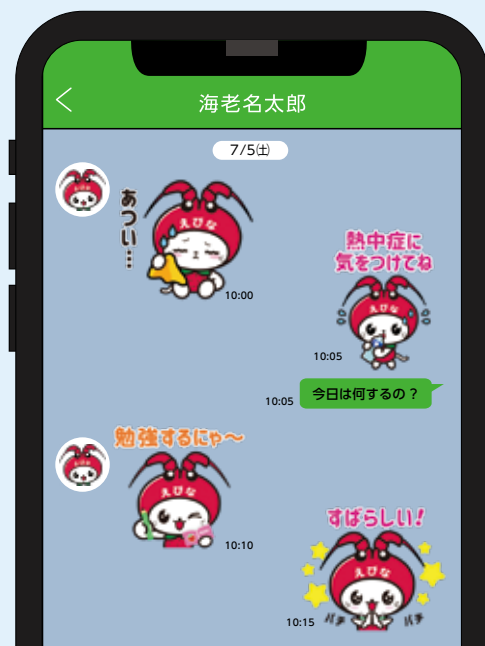 海老名太郎
7/5㈯
あつい…
えびな
10:00
熱中症に
気をつけてね
えびな
10:05
今日は何するの？
10:05
勉強するにゃ〜
えびな
10:10
すばらしい！
えびな
10:15
パチ
パチ